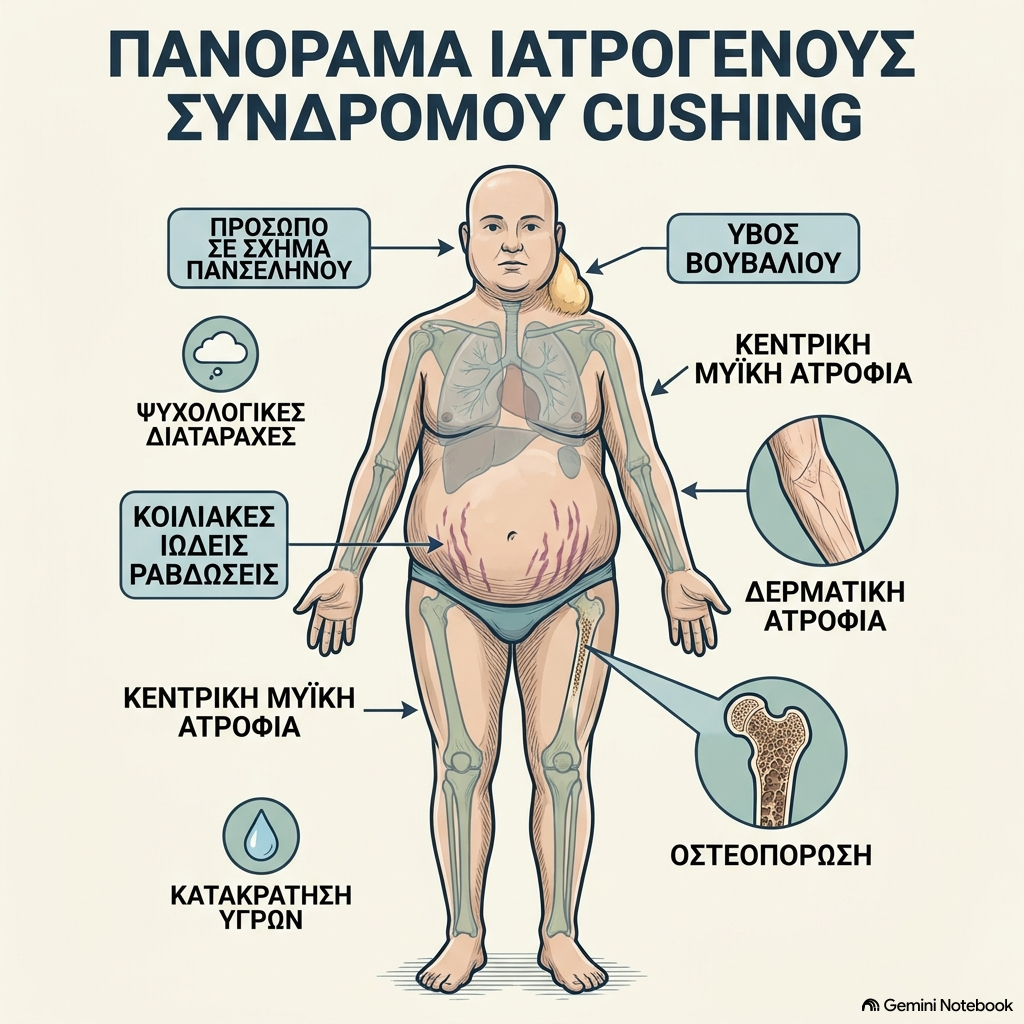 ΠΑΝΟΡΑΜΑ ΙΑΤΡΟΓΕΝΟΥΣ
ΣΥΝΔΡΟΜΟΥ CUSHING
ΠΡΟΣΩΠΟ
ΣΕ ΣΧΗΜΑ
ΠΑΝΣΕΛΗΝΟΥ
ΥΒΟΣ
ΒΟΥΒΑΛΙΟΥ
ΚΕΝΤΡΙΚΗ
ΜΥΪΚΗ ΑΤΡΟΦΙΑ
ΨΥΧΟΛΟΓΙΚΕΣ
ΔΙΑΤΑΡΑΧΕΣ
ΚΟΙΛΙΑΚΕΣ
ΙΩΔΕΙΣ
ΡΑΒΔΩΣΕΙΣ
ΔΕΡΜΑΤΙΚΗ
ΑΤΡΟΦΙΑ
ΚΕΝΤΡΙΚΗ ΜΥΪΚΗ
ΑΤΡΟΦΙΑ
ΟΣΤΕΟΠΟΡΩΣΗ
ΚΑΤΑΚΡΑΤΗΣΗ
ΥΓΡΩΝ
Gemini Notebook